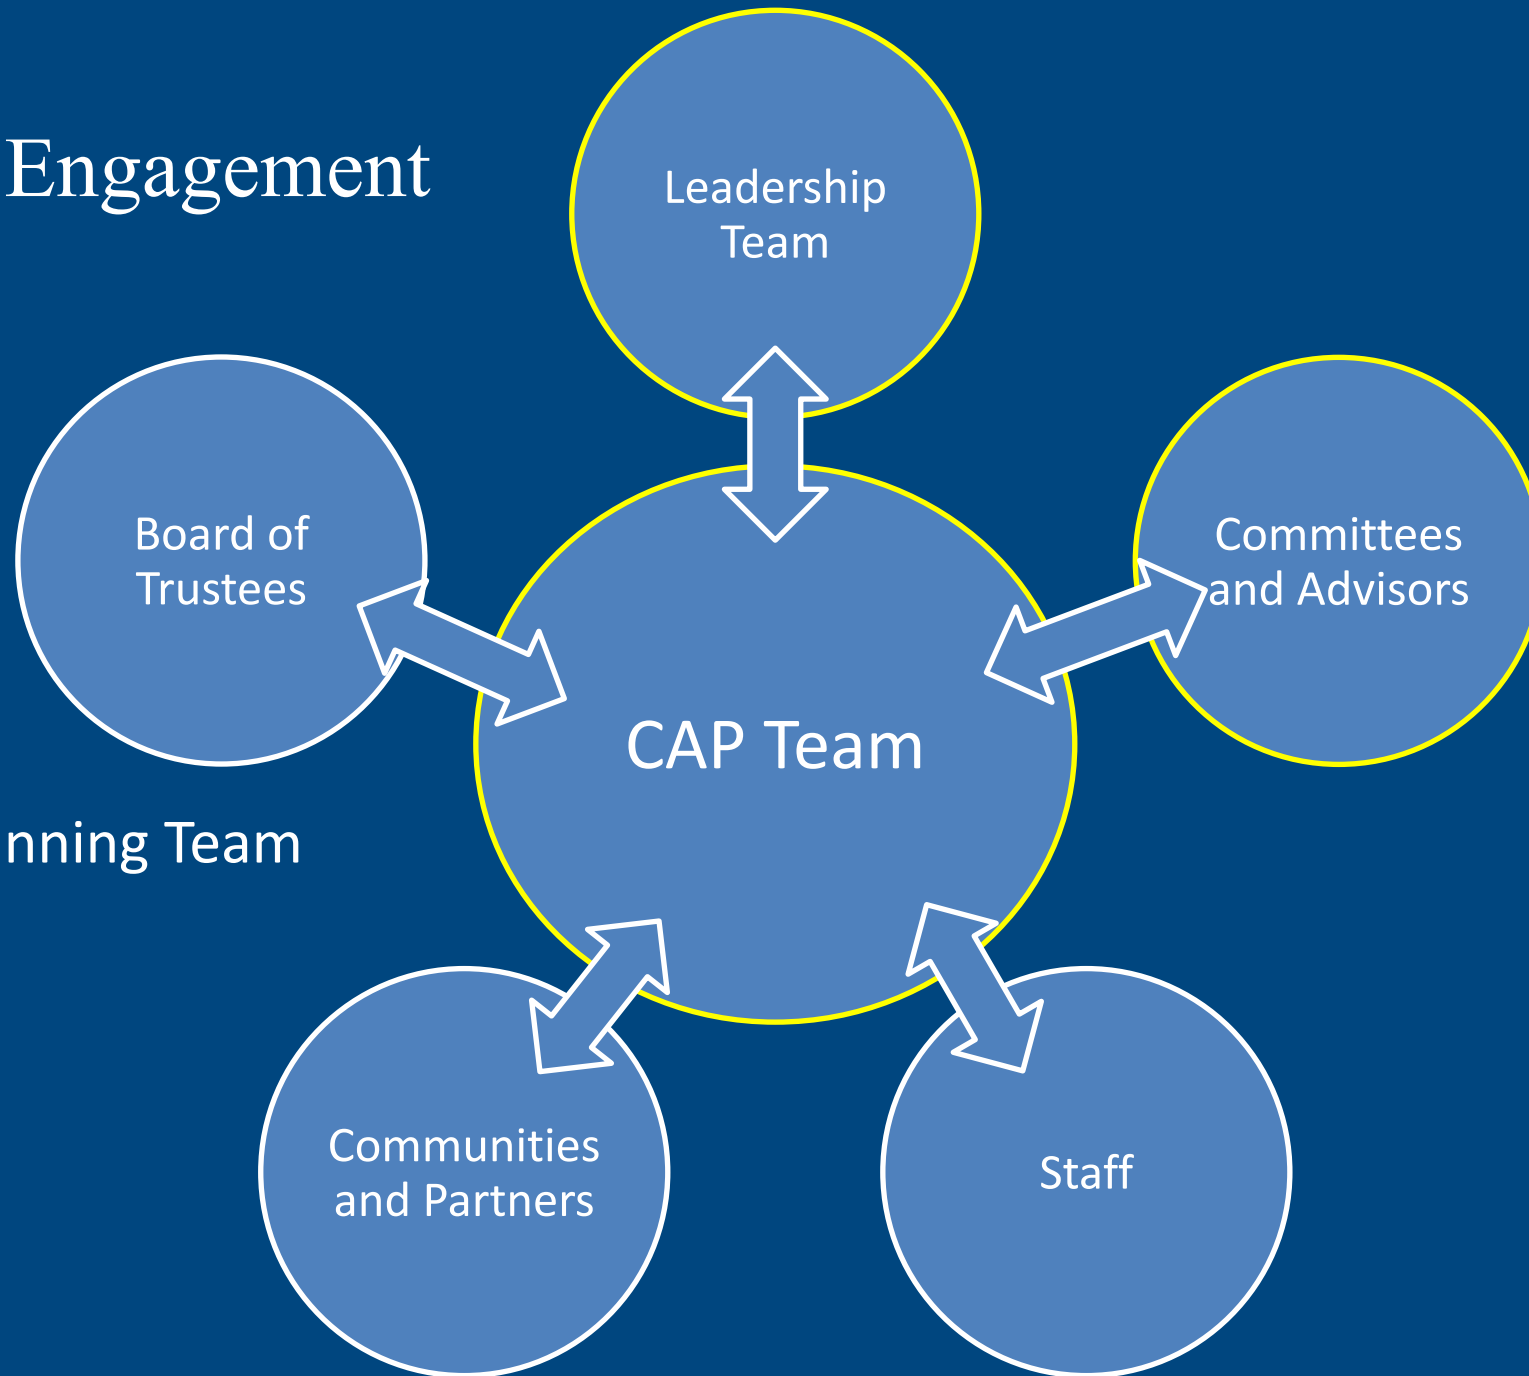 Engagement
Leadership
Team
Board of
Trustees
Committees
and Advisors
CAP Team
nning Team
Communities
and Partners
Staff